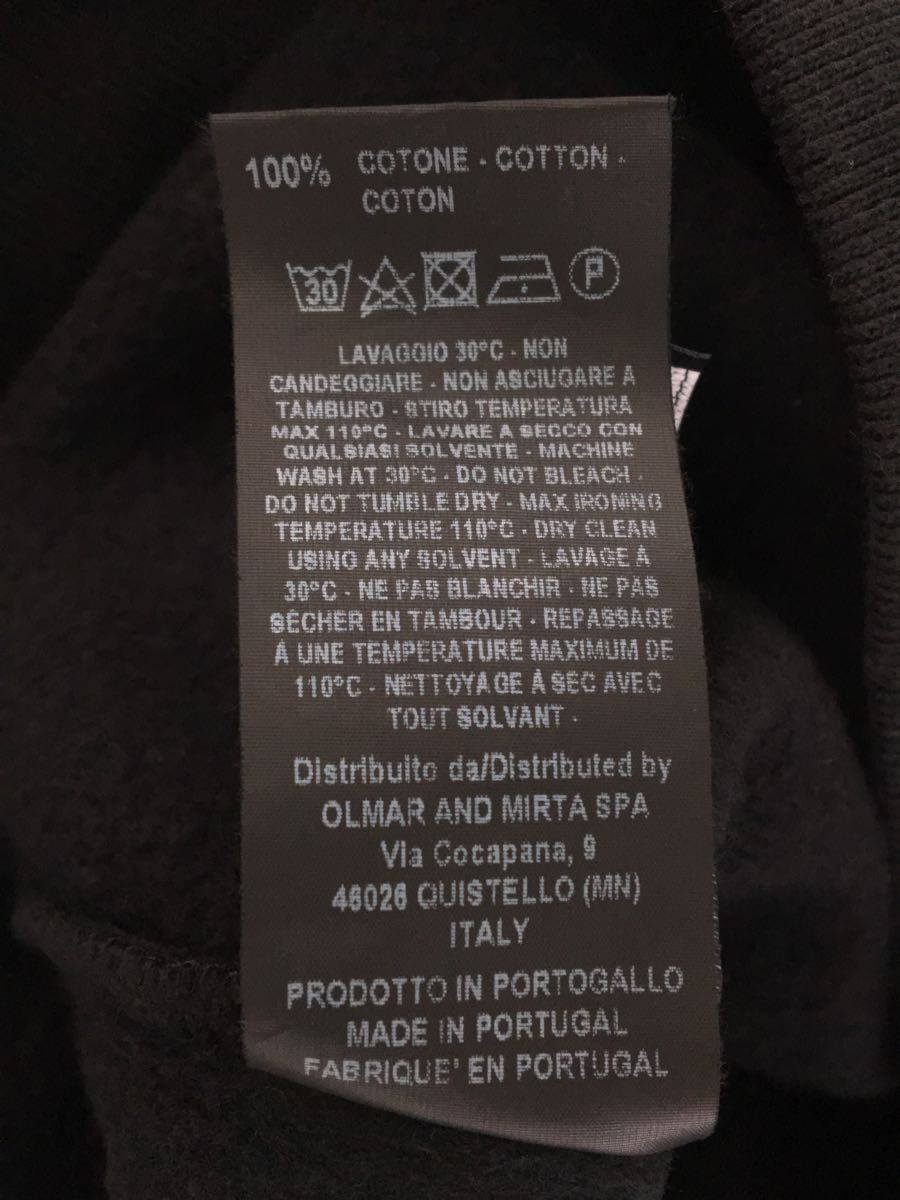 100% COTONE · COTTON ·
COTON
30 P
LAVAGGIO 30°C · NON
CANDEGGIARE · NON ASCIUGARE A
TAMBURO · STIRO TEMPERATURA
MAX 110°C · LAVARE A SECCO CON
QUALSIASI SOLVENTE · MACHINE
WASH AT 30°C · DO NOT BLEACH ·
DO NOT TUMBLE DRY · MAX IRONING
TEMPERATURE 110°C · DRY CLEAN
USING ANY SOLVENT · LAVAGE À
30°C · NE PAS BLANCHIR · NE PAS
SÉCHER EN TAMBOUR · REPASSAGE
À UNE TEMPÉRATURE MAXIMUM DE
110°C · NETTOYAGE À SEC AVEC
TOUT SOLVANT ·
Distribuito da/Distributed by
OLMAR AND MIRTA SPA
Via Cocapana, 9
46026 QUISTELLO (MN)
ITALY
PRODOTTO IN PORTOGALLO
MADE IN PORTUGAL
FABRIQUE' EN PORTUGAL